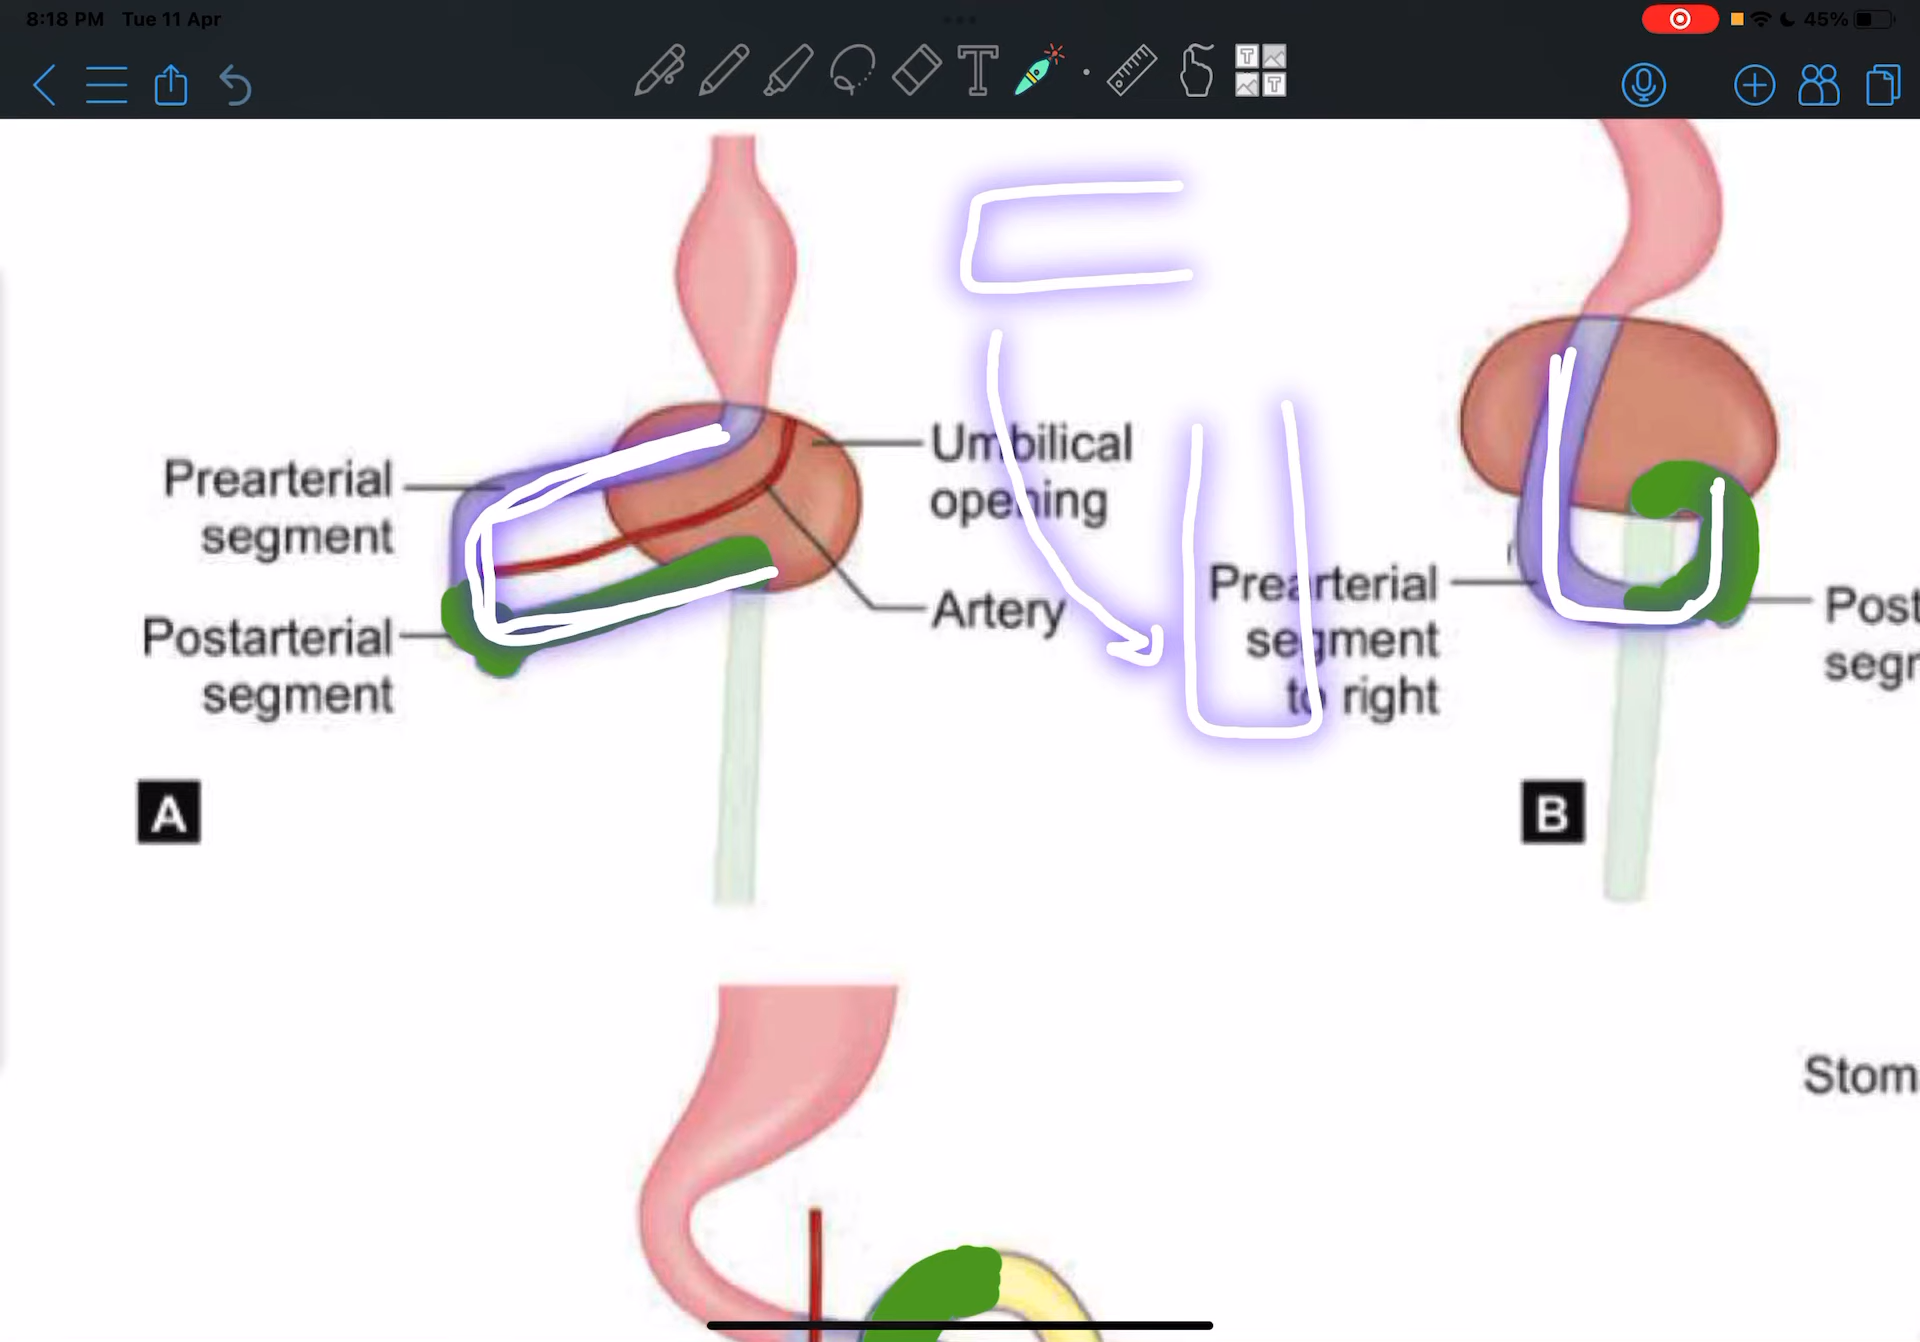 8:18 PM Tue 11 Apr
45%
Prearterial
segment
Umbilical
opening
Artery
Postarterial
segment
Prearterial
segment
to right
Post
segr
A
B
Stom